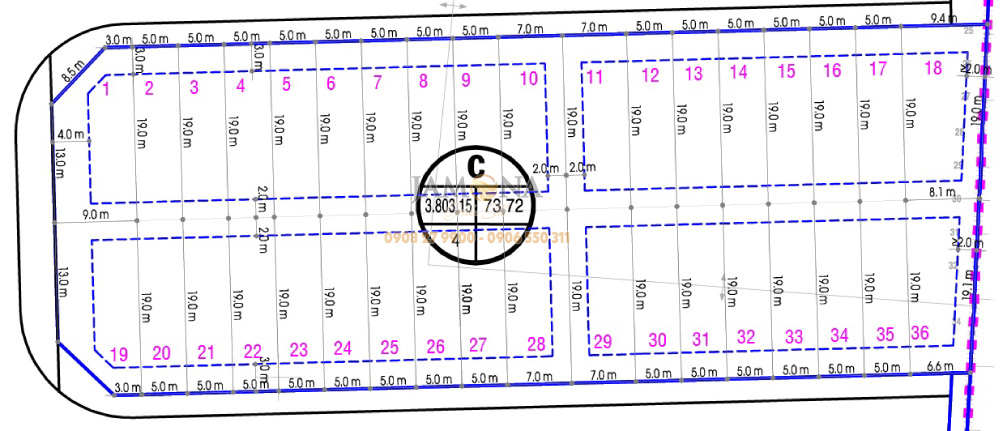 3.0 m 5.0 m 5.0 m 5.0 m 5.0 m 5.0 m 5.0 m 5.0 m 5.0 m 7.0 m 7.0 m 5.0 m 5.0 m 5.0 m 5.0 m 5.0 m 5.0 m 9.4 m
8.5 m 3.0 m 3.0 m 25
1 2 3 4 5 6 7 8 9 10 11 12 13 14 15 16 17 18 ≥2.0 m
19.0 m 19.0 m 19.0 m 19.0 m 19.0 m 19.0 m 19.0 m 19.0 m 19.0 m 19.0 m 19.0 m 19.0 m 19.0 m 19.0 m 19.0 m 19.0 m 19.0 m
4.0 m
13.0 m
C
2.0 m 2.0 m
JAMONA
2.0 m 3.803,15 73,72 8.1 m 30
9.0 m
2.0 m 4 ≥2.0 m
13.0 m
19.0 m 19.0 m 19.0 m 19.0 m 19.0 m 19.0 m 19.0 m 19.0 m 19.0 m 19.0 m 19.0 m 19.0 m 19.0 m 19.0 m 19.0 m 19.0 m 19.1 m
19 20 21 22 23 24 25 26 27 28 29 30 31 32 33 34 35 36
3.0 m
3.0 m 5.0 m 5.0 m 5.0 m 5.0 m 5.0 m 5.0 m 5.0 m 5.0 m 7.0 m 7.0 m 5.0 m 5.0 m 5.0 m 5.0 m 5.0 m 5.0 m 6.6 m